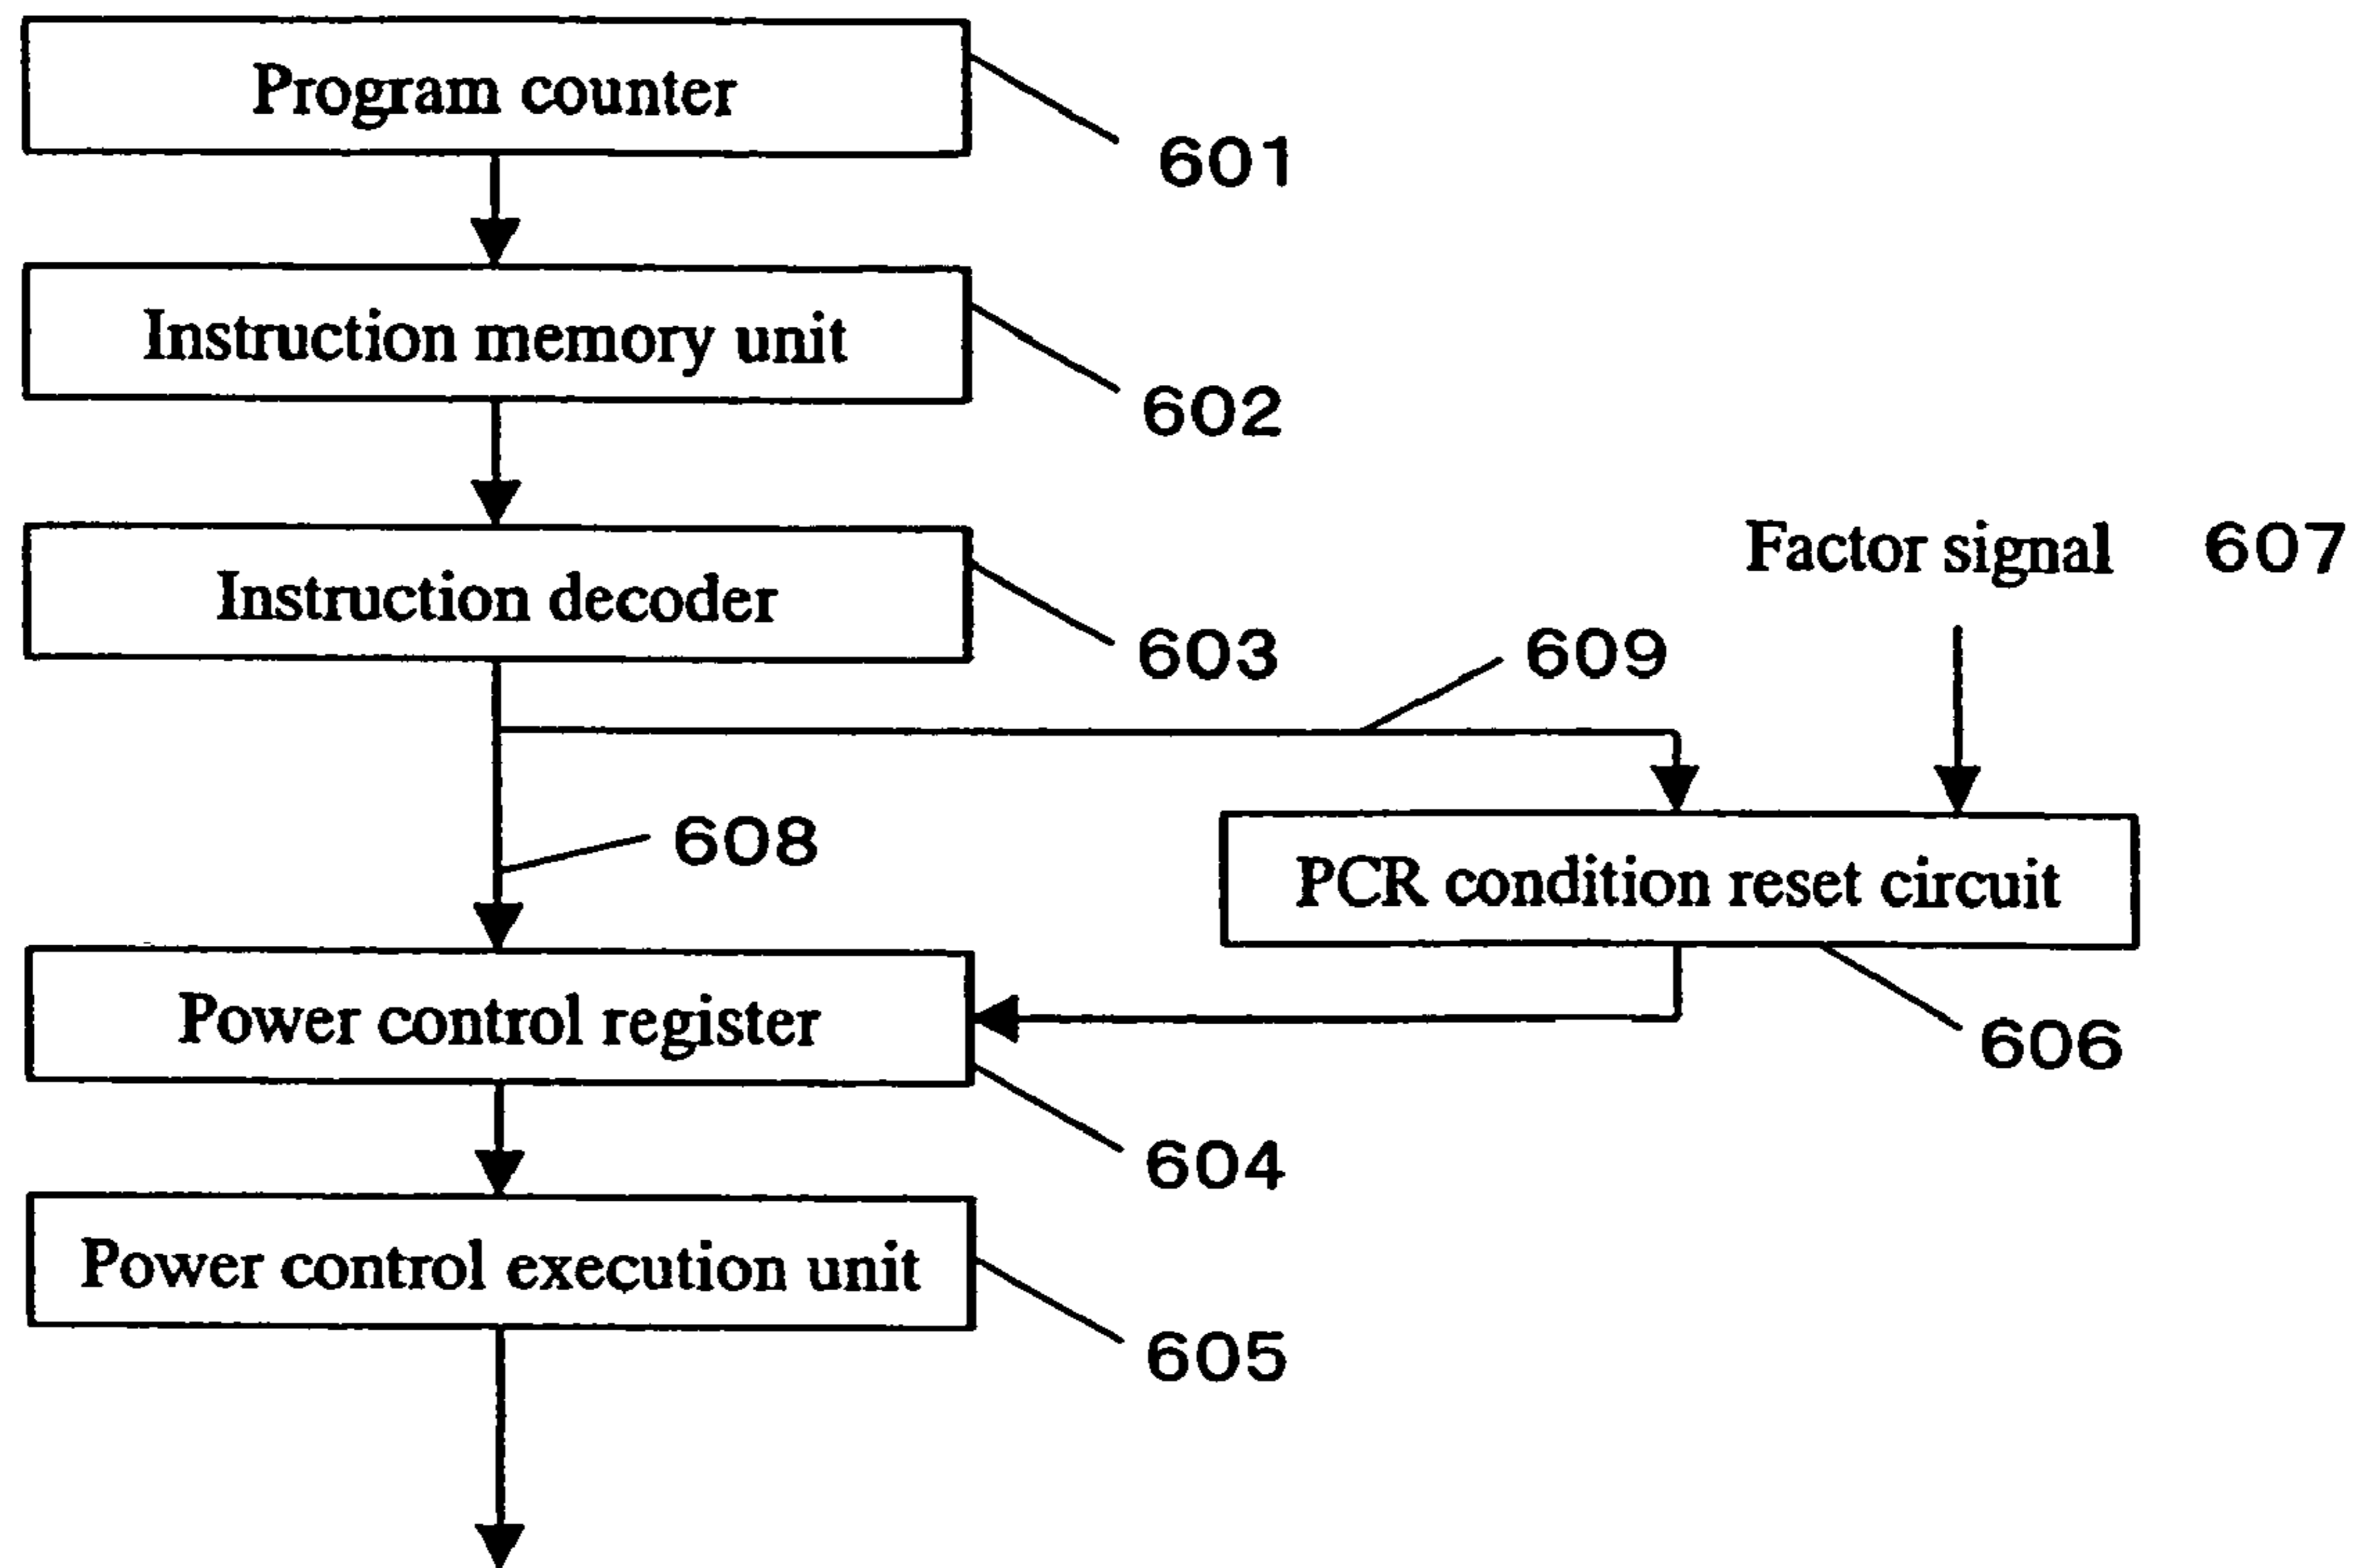 Program counter
601
Instruction memory unit
602
Factor signal 607
Instruction decoder
603
609
608
PCR condition reset circuit
Power control register
606
604
Power control execution unit
605